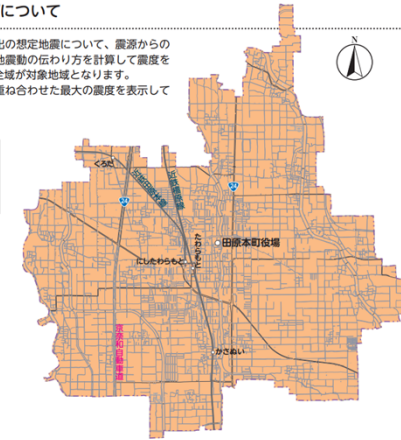 について
出の想定地震について、震源からの
地震動の伝わり方を計算して震度を
全域が対象地域となります。
重ね合わせた最大の震度を表示して
N
くろだ
近鉄田原本線
近鉄橿原線
24
24
田原本町役場
たわらもと
にしたわらもと
京奈和自動車道
かさぬい